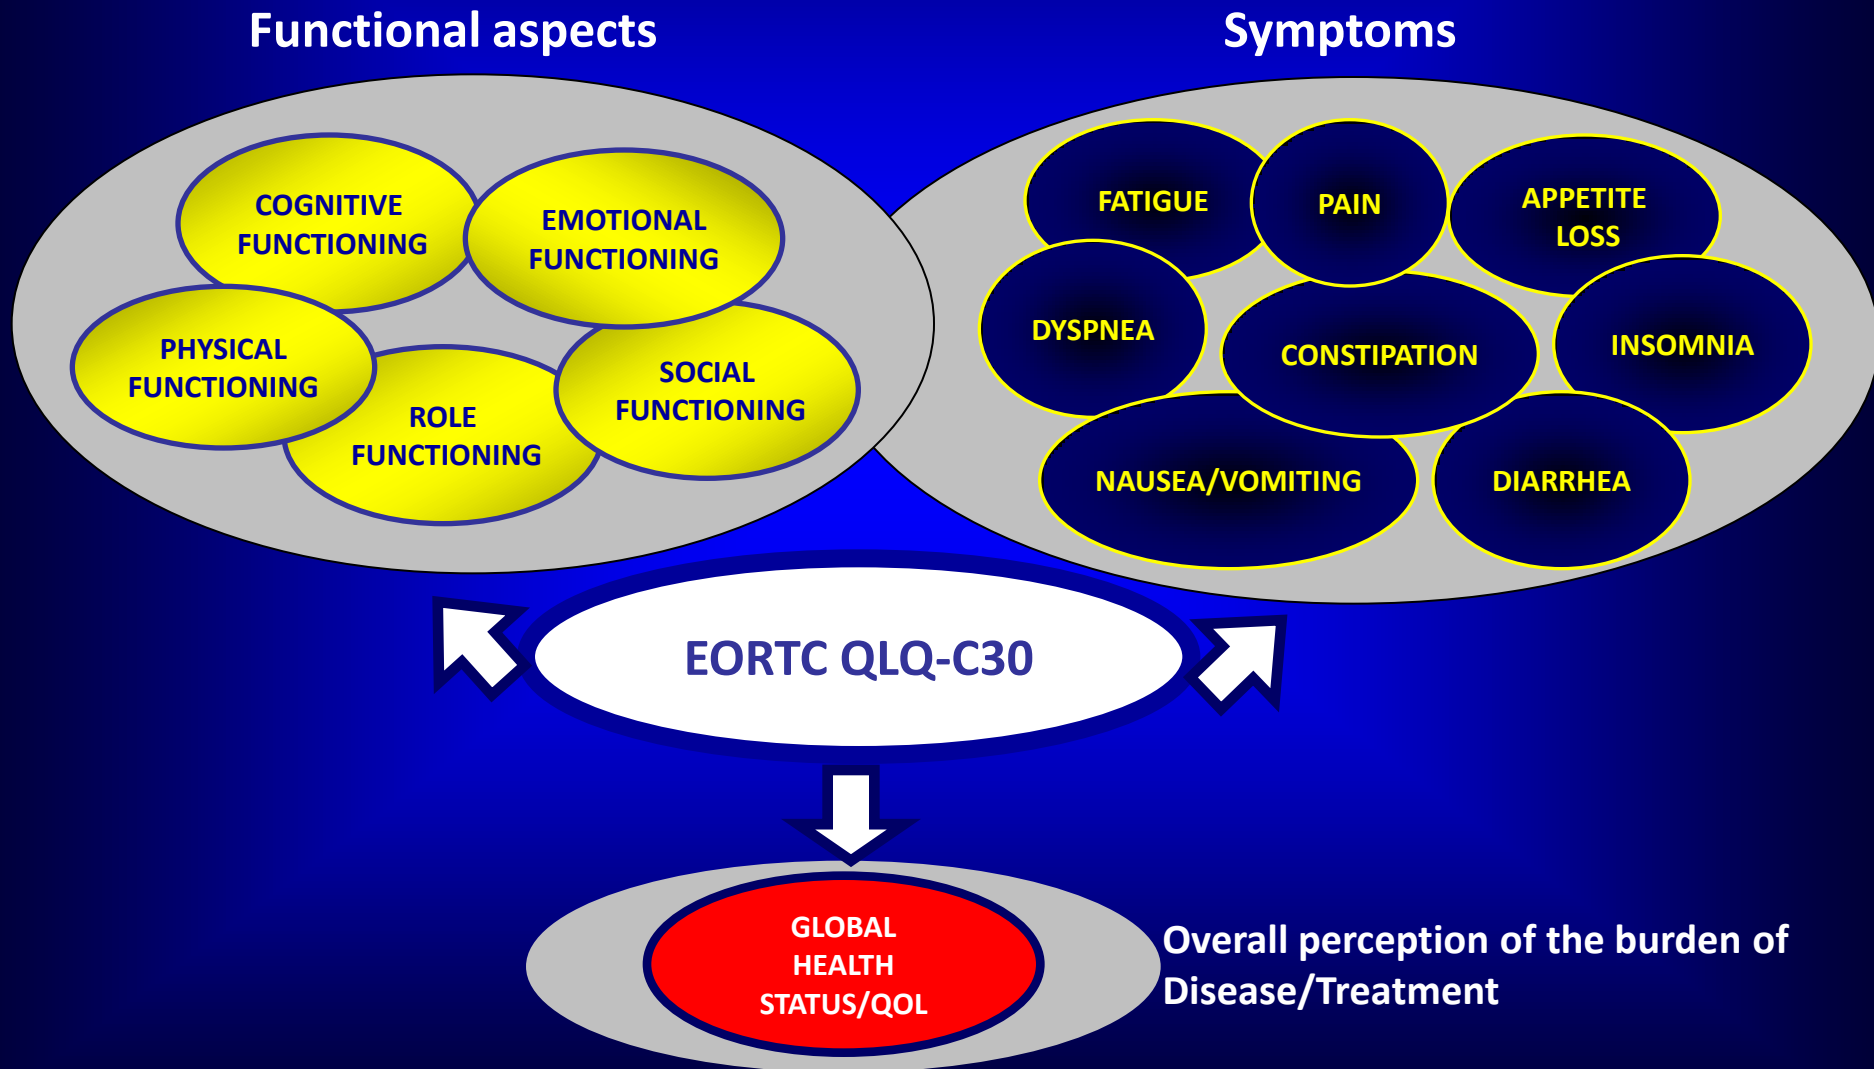 Functional aspects
Symptoms
COGNITIVE
FUNCTIONING
EMOTIONAL
FUNCTIONING
PHYSICAL
FUNCTIONING
ROLE
FUNCTIONING
SOCIAL
FUNCTIONING
FATIGUE
PAIN
APPETITE
LOSS
DYSPNEA
CONSTIPATION
INSOMNIA
NAUSEA/VOMITING
DIARRHEA
EORTC QLQ-C30
GLOBAL
HEALTH
STATUS/QOL
Overall perception of the burden of
Disease/Treatment